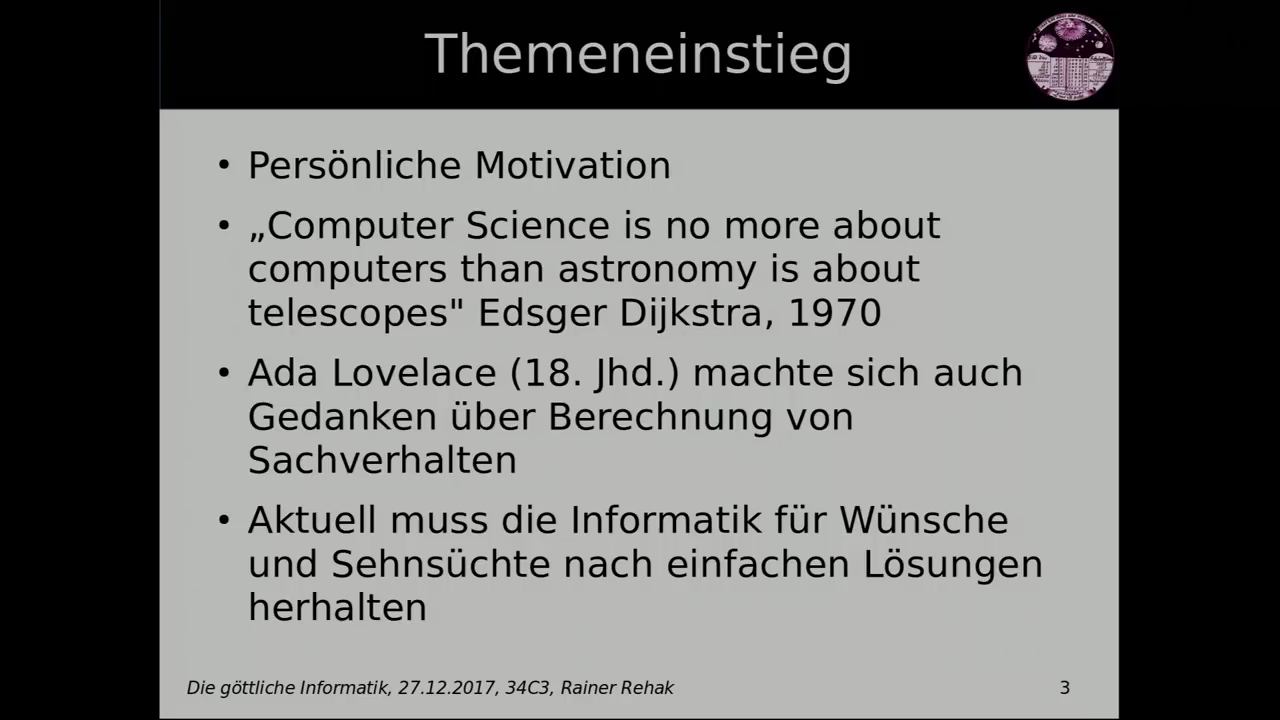 Themeneinstieg
• Persönliche Motivation
• „Computer Science is no more about
computers than astronomy is about
telescopes" Edsger Dijkstra, 1970
• Ada Lovelace (18. Jhd.) machte sich auch
Gedanken über Berechnung von
Sachverhalten
• Aktuell muss die Informatik für Wünsche
und Sehnsüchte nach einfachen Lösungen
herhalten
Die göttliche Informatik, 27.12.2017, 34C3, Rainer Rehak
3